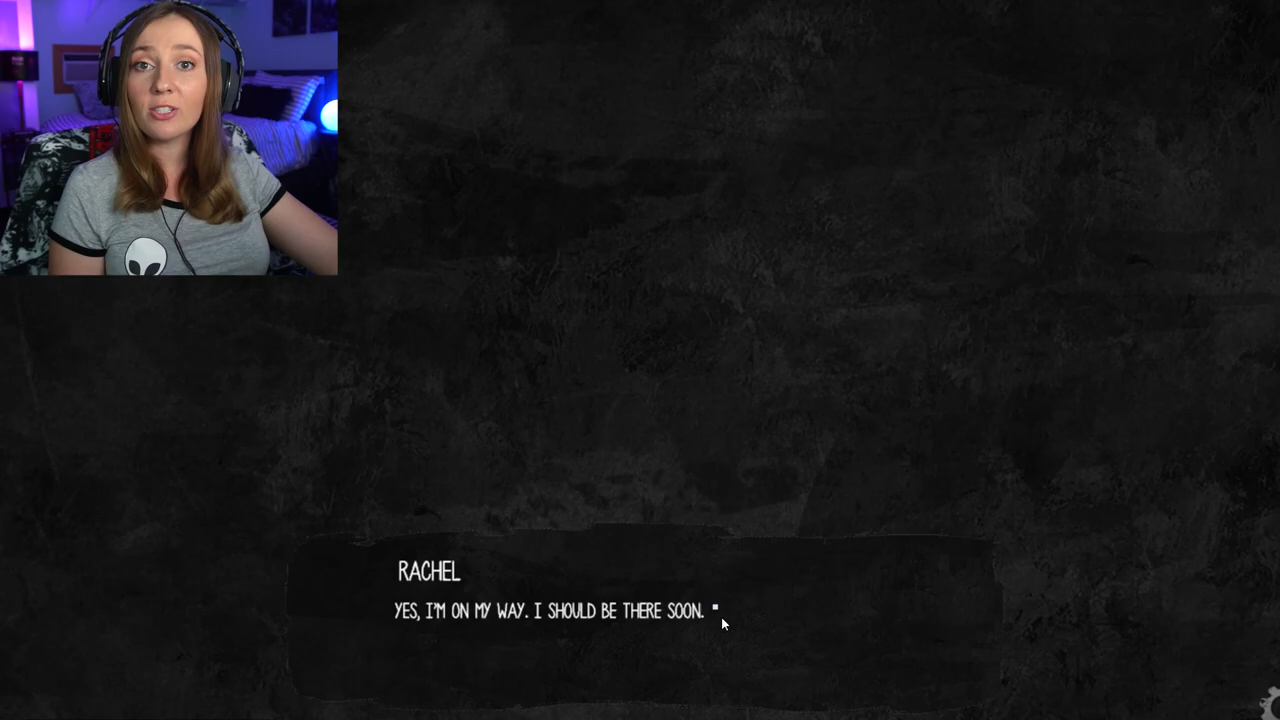 RACHEL
YES, I'M ON MY WAY. I SHOULD BE THERE SOON.